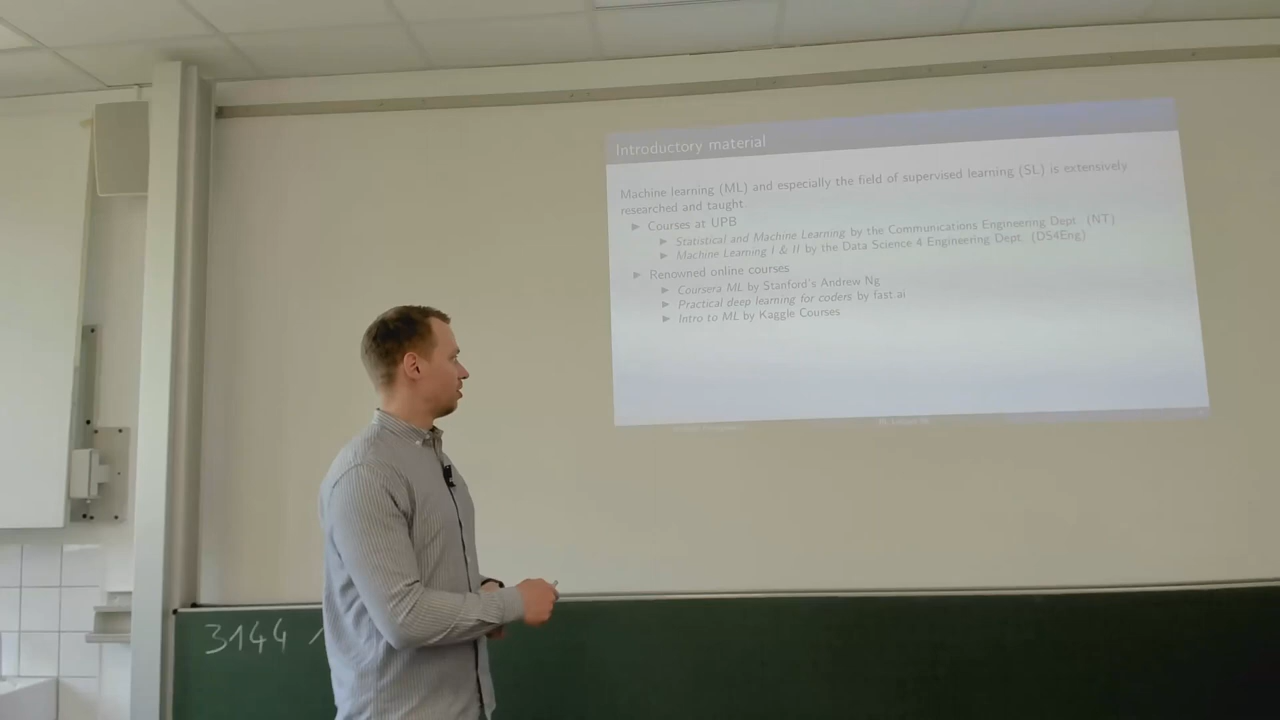 Introductory material
Machine learning (ML) and especially the field of supervised learning (SL) is extensively
researched and taught
▶ Courses at UPB
▶ Statistical and Machine Learning by the Communications Engineering Dept. (NT)
▶ Machine Learning I & II by the Data Science 4 Engineering Dept. (DS4Eng)
▶ Renowned online courses
▶ Coursera ML by Stanford's Andrew Ng
▶ Practical deep learning for coders by fast.ai
▶ Intro to ML by Kaggle Courses
3144